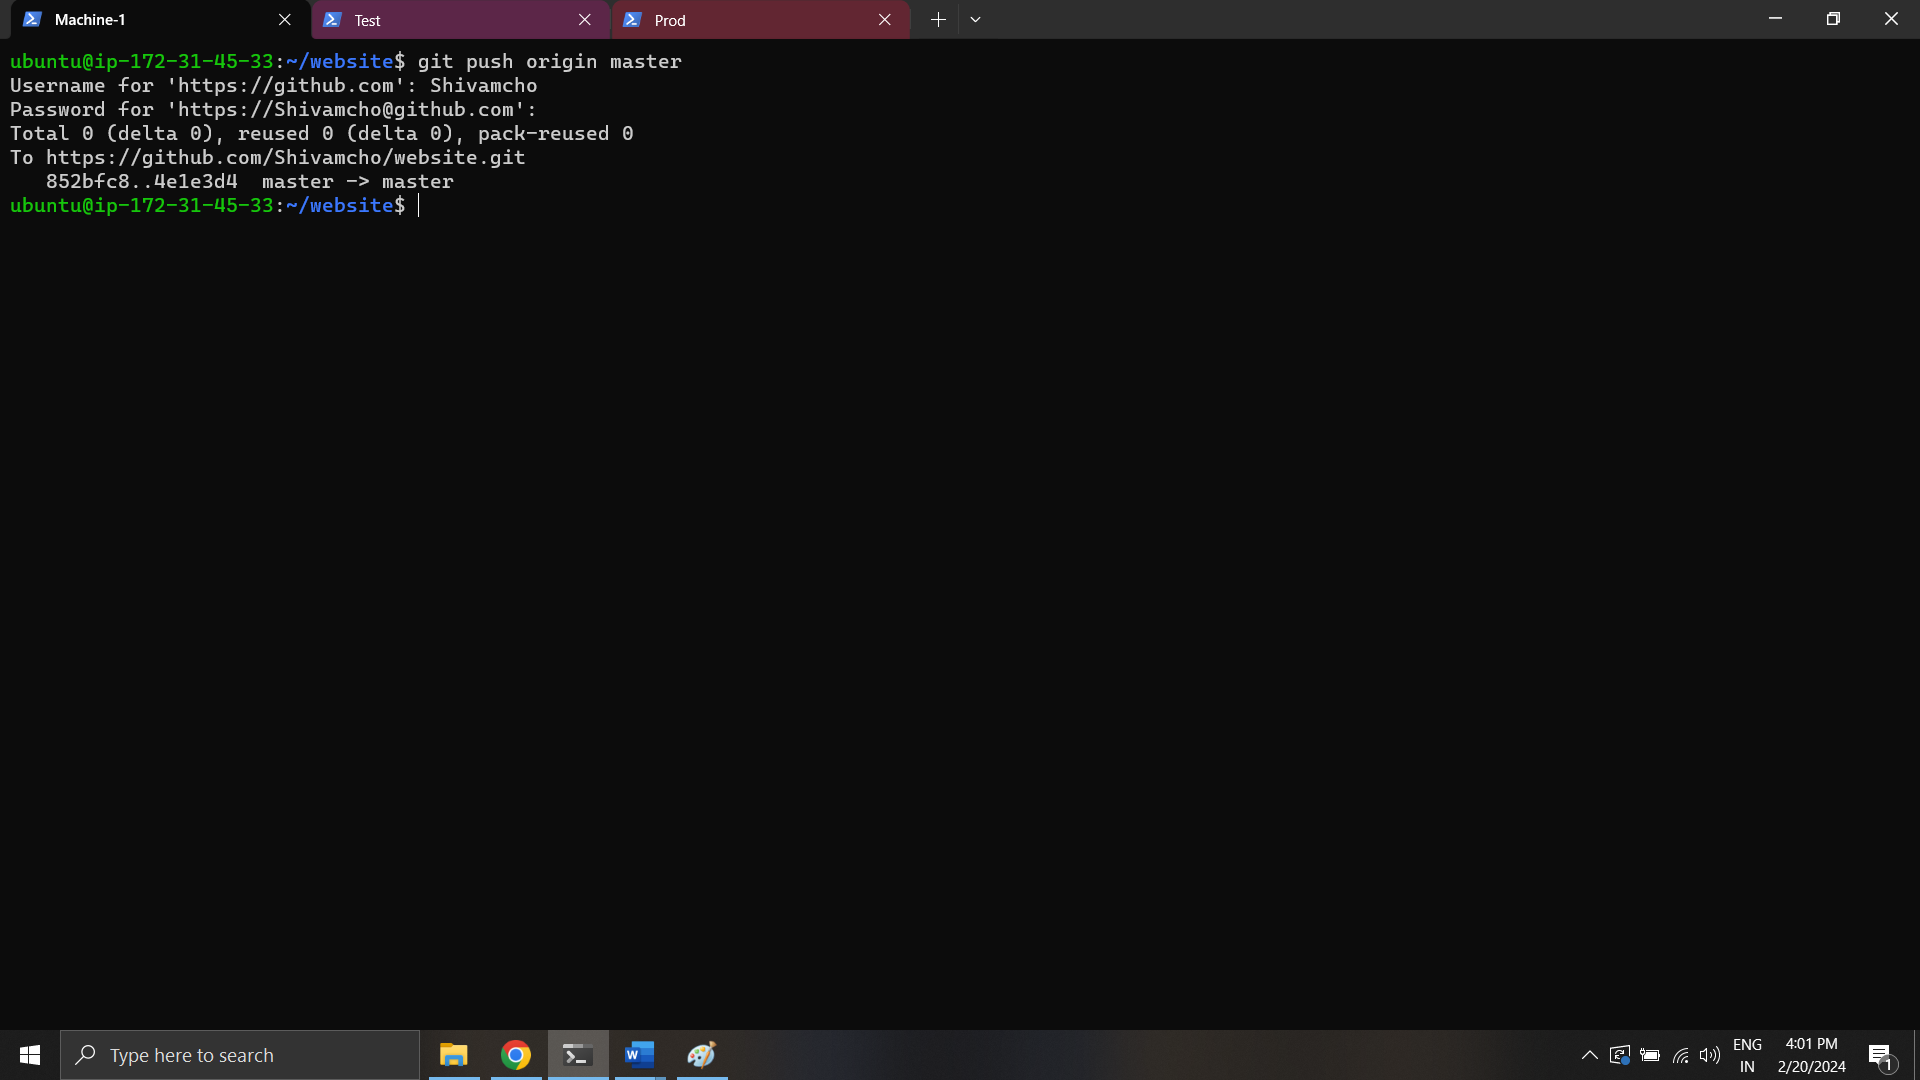 Machine-1
Test
Prod
ubuntu@ip-172-31-45-33:~/website$ git push origin master
Username for 'https://github.com': Shivamcho
Password for 'https://Shivamcho@github.com':
Total 0 (delta 0), reused 0 (delta 0), pack-reused 0
To https://github.com/Shivamcho/website.git
   852bfc8..4e1e3d4  master -> master
ubuntu@ip-172-31-45-33:~/website$
Type here to search
ENG
IN
4:01 PM
2/20/2024
1